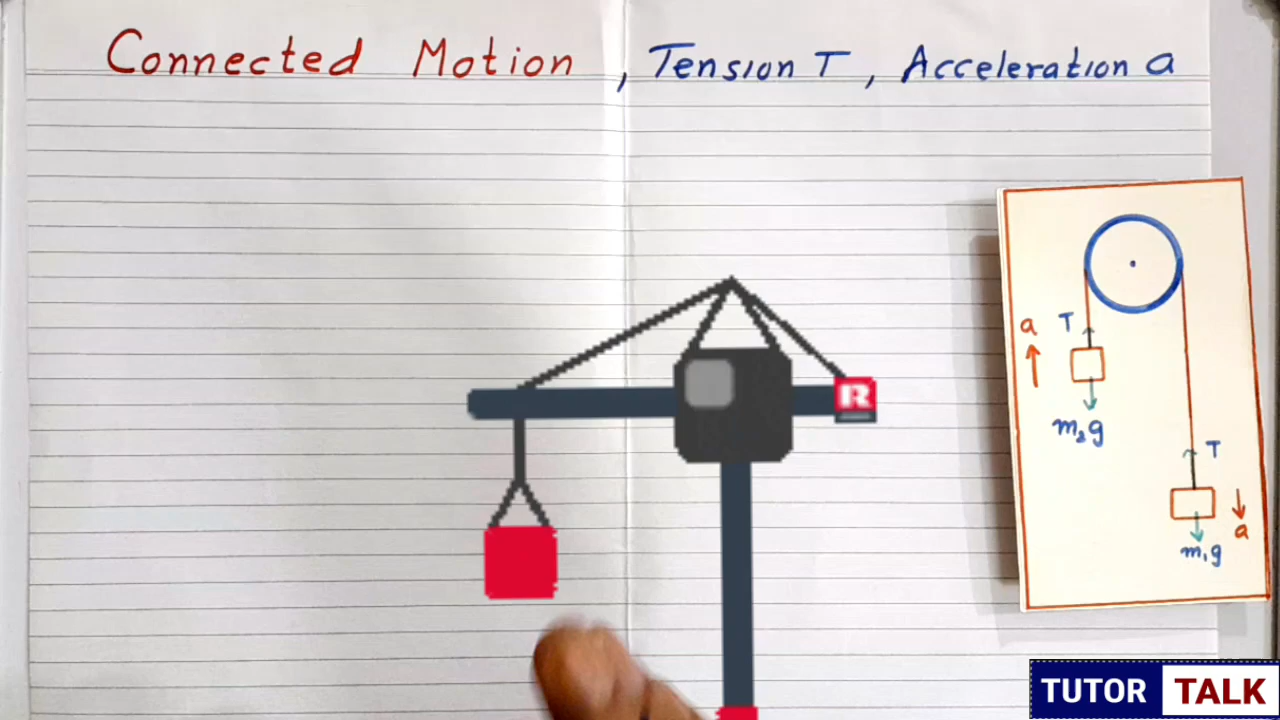 Connected Motion , Tension T , Acceleration a
R
a T
m₂g
T
a
m₁g
TUTOR TALK